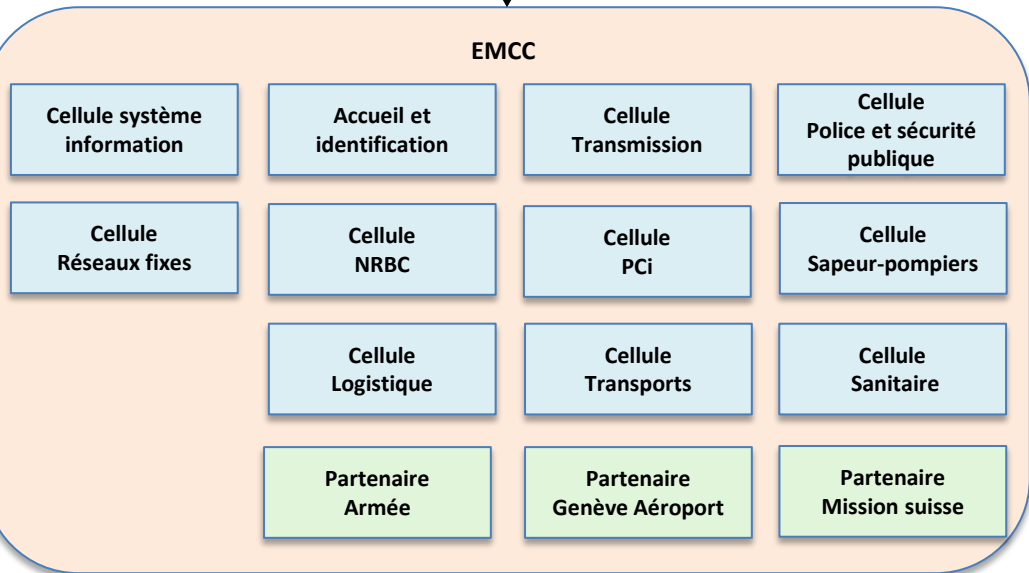 EMCC
Cellule système
information
Accueil et
identification
Cellule
Transmission
Cellule
Police et sécurité
publique
Cellule
Réseaux fixes
Cellule
NRBC
Cellule
PCi
Cellule
Sapeur-pompiers
Cellule
Logistique
Cellule
Transports
Cellule
Sanitaire
Partenaire
Armée
Partenaire
Genève Aéroport
Partenaire
Mission suisse